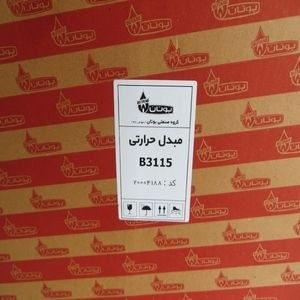 بوتان
گروه صنعتی بوتان
مبدل حرارتی
B3115
کد : ۲۰۰۰۴۱۸۸